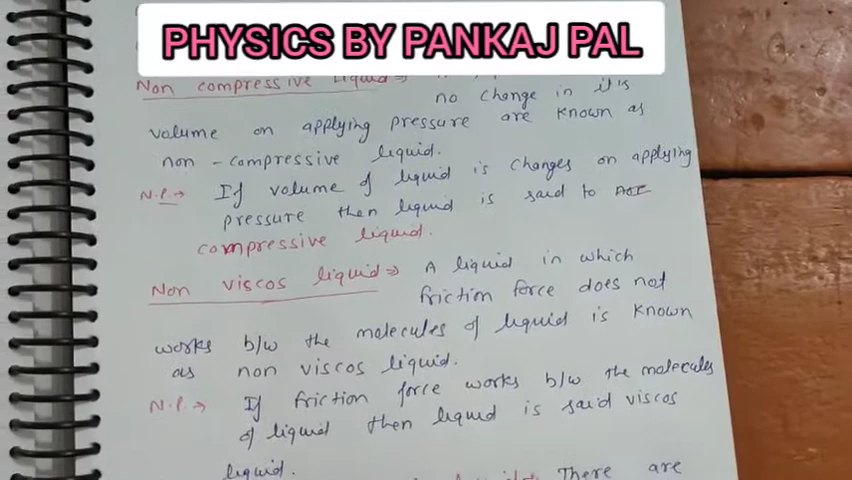 PHYSICS BY PANKAJ PAL
Non compressive liquid ⇒
no change in it is
volume on applying pressure are known as
non - compressive liquid.
N.P. → If volume of liquid is changes on applying
pressure then liquid is said to
compressive liquid.
Non viscos liquid ⇒ A liquid in which
friction force does not
works b/w the molecules of liquid is known
as non viscos liquid.
N.P. → If friction force works b/w the molecules
of liquid then liquid is said viscos
liquid.
There are